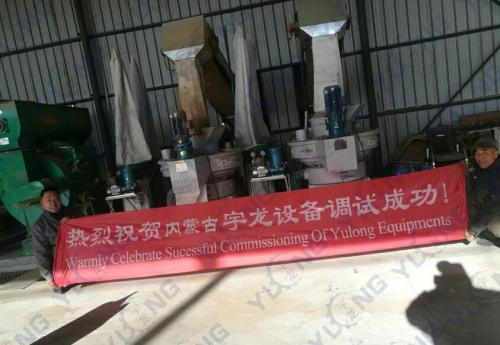 热烈祝贺内蒙古宇龙设备调试成功！
Warmly Celebrate Sucessful Commissioning Of Yulong Equipments
YULONG